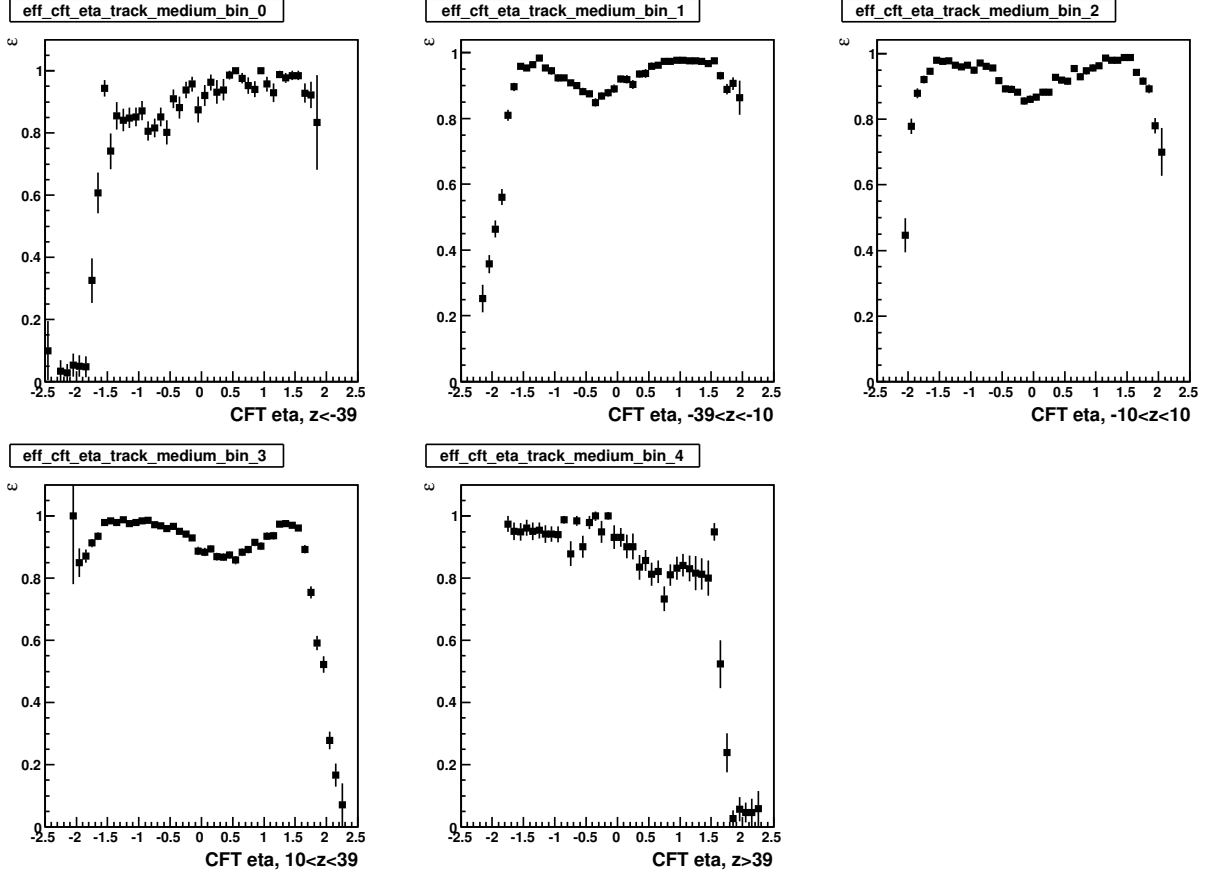 eff_cft_eta_track_medium_bin_0
ε
1
0.8
0.6
0.4
0.2
0
-2.5 -2 -1.5 -1 -0.5 0 0.5 1 1.5 2 2.5
CFT eta, z<-39
eff_cft_eta_track_medium_bin_1
ε
1
0.8
0.6
0.4
0.2
0
-2.5 -2 -1.5 -1 -0.5 0 0.5 1 1.5 2 2.5
CFT eta, -39<z<-10
eff_cft_eta_track_medium_bin_2
ε
1
0.8
0.6
0.4
0.2
0
-2.5 -2 -1.5 -1 -0.5 0 0.5 1 1.5 2 2.5
CFT eta, -10<z<10
eff_cft_eta_track_medium_bin_3
ε
1
0.8
0.6
0.4
0.2
0
-2.5 -2 -1.5 -1 -0.5 0 0.5 1 1.5 2 2.5
CFT eta, 10<z<39
eff_cft_eta_track_medium_bin_4
ε
1
0.8
0.6
0.4
0.2
0
-2.5 -2 -1.5 -1 -0.5 0 0.5 1 1.5 2 2.5
CFT eta, z>39